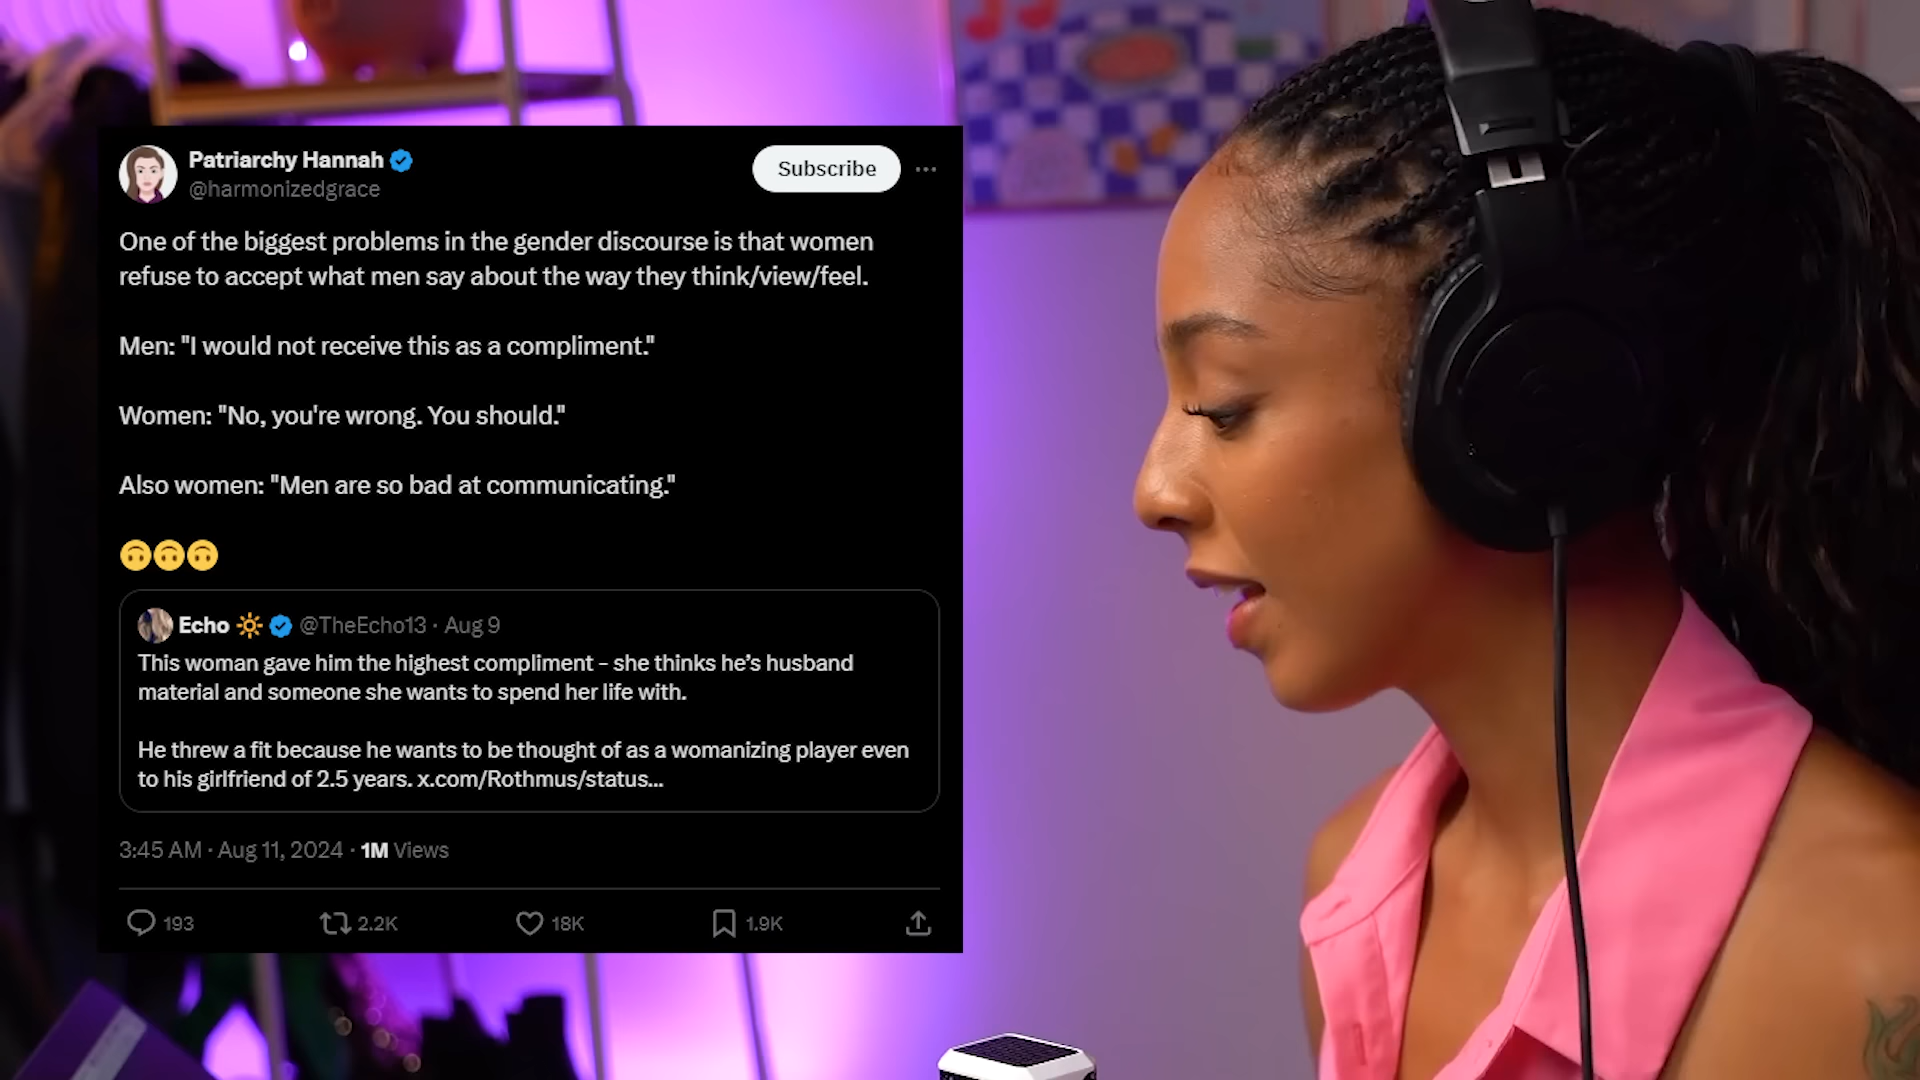 Patriarchy Hannah
@harmonizedgrace
Subscribe
One of the biggest problems in the gender discourse is that women
refuse to accept what men say about the way they think/view/feel.
Men: "I would not receive this as a compliment."
Women: "No, you're wrong. You should."
Also women: "Men are so bad at communicating."
🙃🙃🙃
Echo 🔆 @TheEcho13 · Aug 9
This woman gave him the highest compliment – she thinks he's husband
material and someone she wants to spend her life with.
He threw a fit because he wants to be thought of as a womanizing player even
to his girlfriend of 2.5 years. x.com/Rothmus/status...
3:45 AM · Aug 11, 2024 · 1M Views
193 2.2K 18K 1.9K